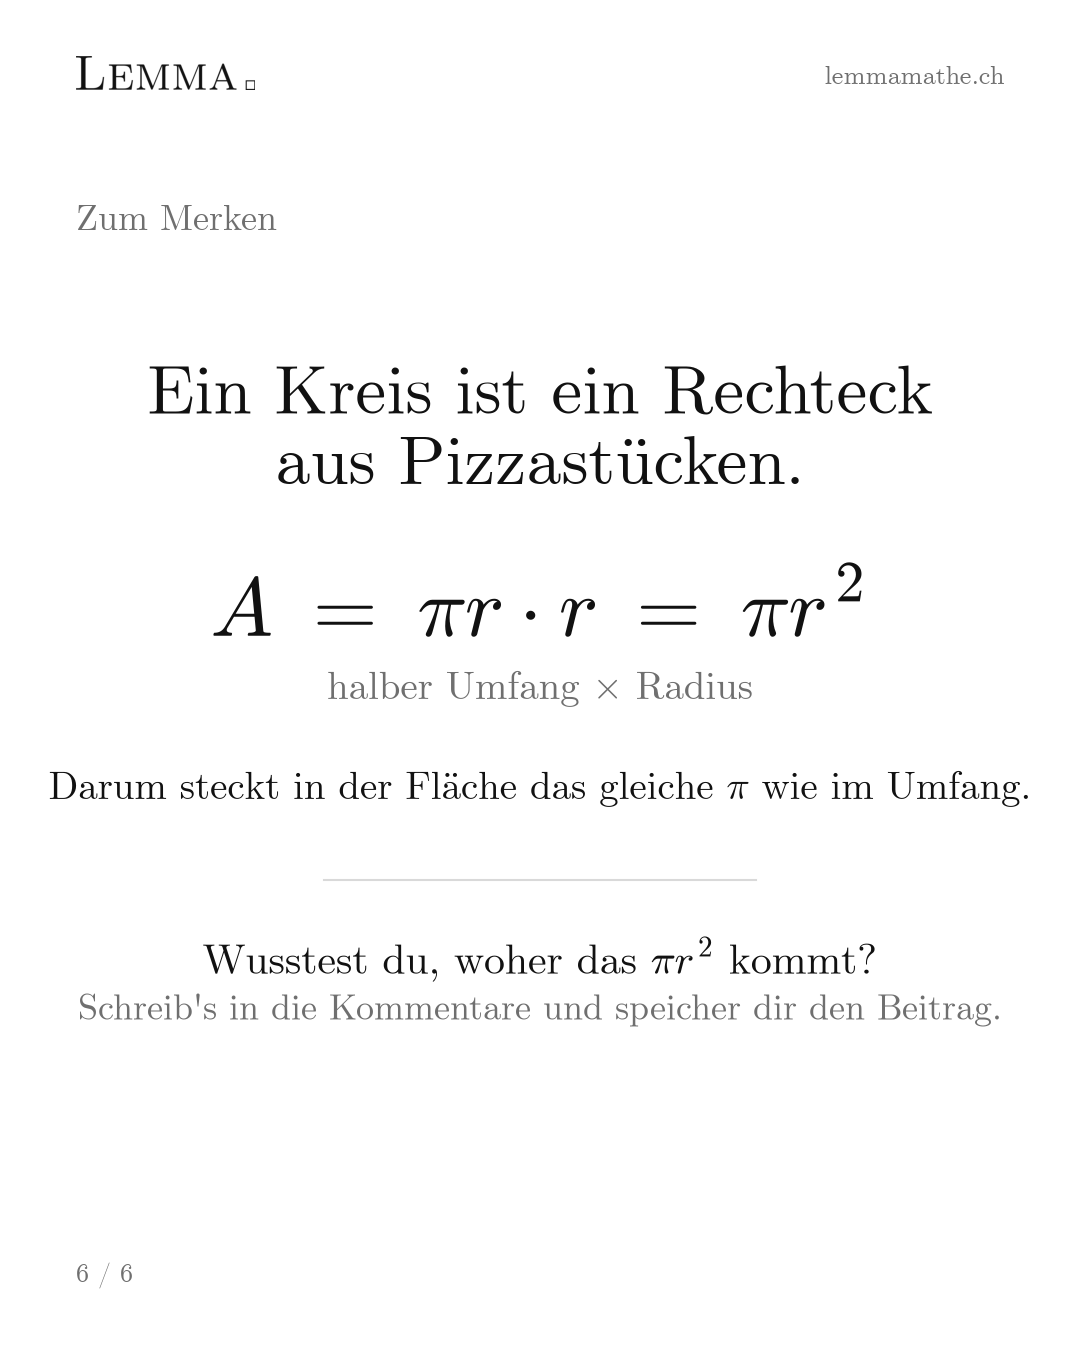 LEMMA□
lemmamathe.ch
Zum Merken
Ein Kreis ist ein Rechteck
aus Pizzastücken.
A = πr · r = πr²
halber Umfang × Radius
Darum steckt in der Fläche das gleiche π wie im Umfang.
Wusstest du, woher das πr² kommt?
Schreib's in die Kommentare und speicher dir den Beitrag.
6 / 6